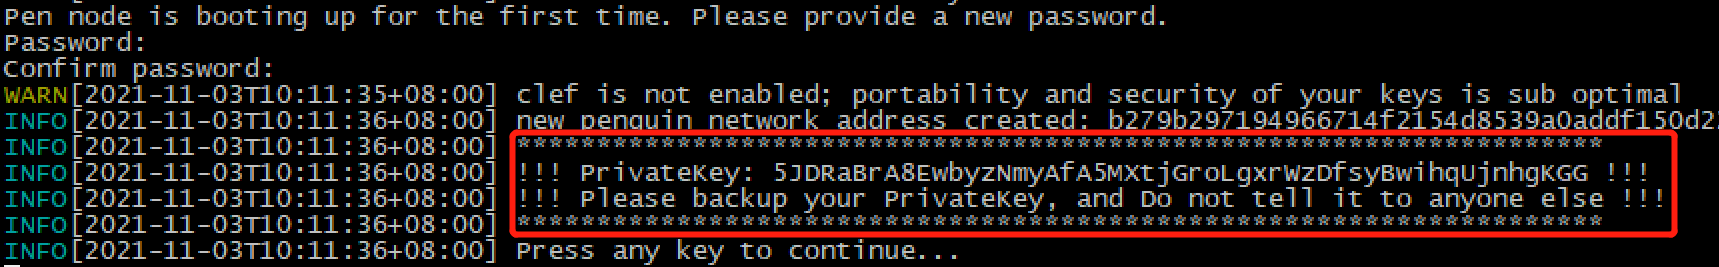 Pen node is booting up for the first time. Please provide a new password.
Password:
Confirm password:
WARN[2021-11-03T10:11:35+08:00] clef is not enabled; portability and security of your keys is sub optimal
INFO[2021-11-03T10:11:36+08:00] new penguin network address created: b279b297194966714f2154d8539a0addf150d2
INFO[2021-11-03T10:11:36+08:00] *********************************************************************
INFO[2021-11-03T10:11:36+08:00] !!! PrivateKey: 5JDRaBrA8EwbyzNmyAfA5MXtjGroLgxrWzDfsyBwihqUjnhgKGG !!!
INFO[2021-11-03T10:11:36+08:00] !!! Please backup your PrivateKey, and Do not tell it to anyone else !!!
INFO[2021-11-03T10:11:36+08:00] *********************************************************************
INFO[2021-11-03T10:11:36+08:00] Press any key to continue...